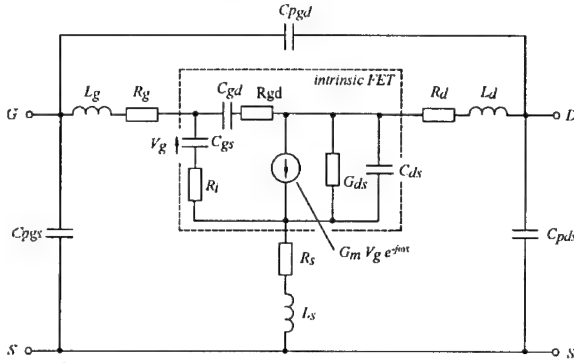 Cpgd
intrinsic FET
Lg
Rg
Cgd
Rgd
Rd
Ld
G
D
Vg
Cgs
Ri
Gds
Cds
Cpgs
Rs
Gm Vg e-jωτ
Cpds
Ls
S
S